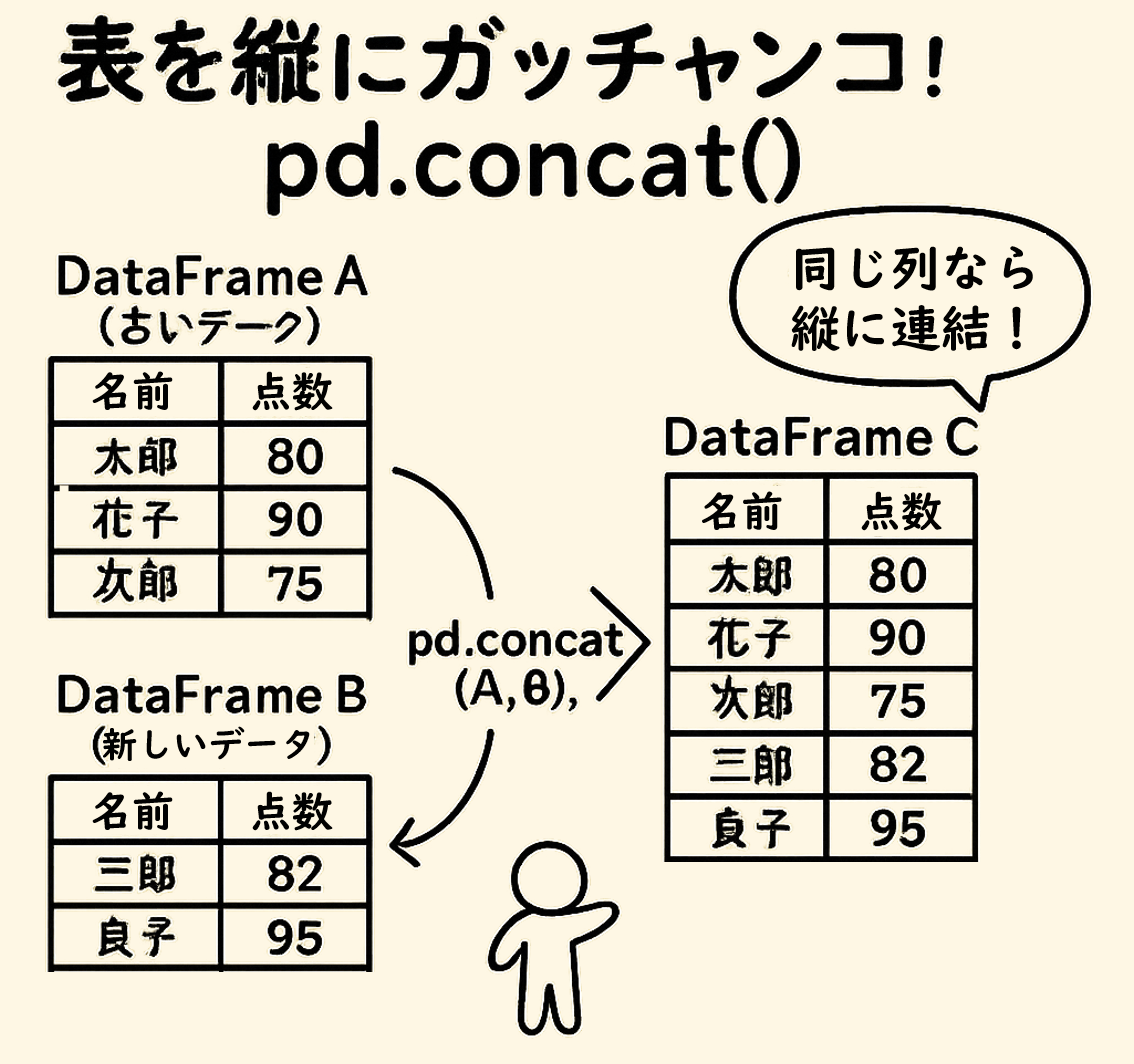 表を縦にガッチャンコ！
pd.concat()
同じ列なら
縦に連結！
DataFrame A
(古いデーク)
名前 点数
太郎 80
花子 90
次郎 75
pd.concat
(A,B),
DataFrame B
(新しいデータ)
名前 点数
三郎 82
良子 95
DataFrame C
名前 点数
太郎 80
花子 90
次郎 75
三郎 82
良子 95